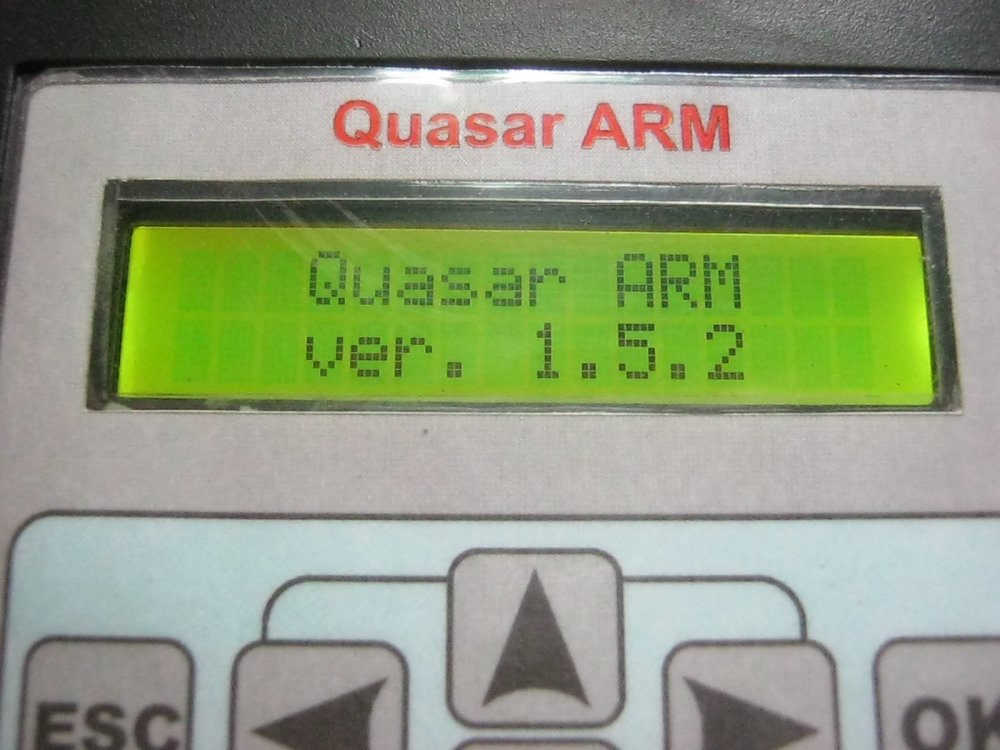 Quasar ARM
Quasar ARM
ver. 1.5.2
ESC
OK